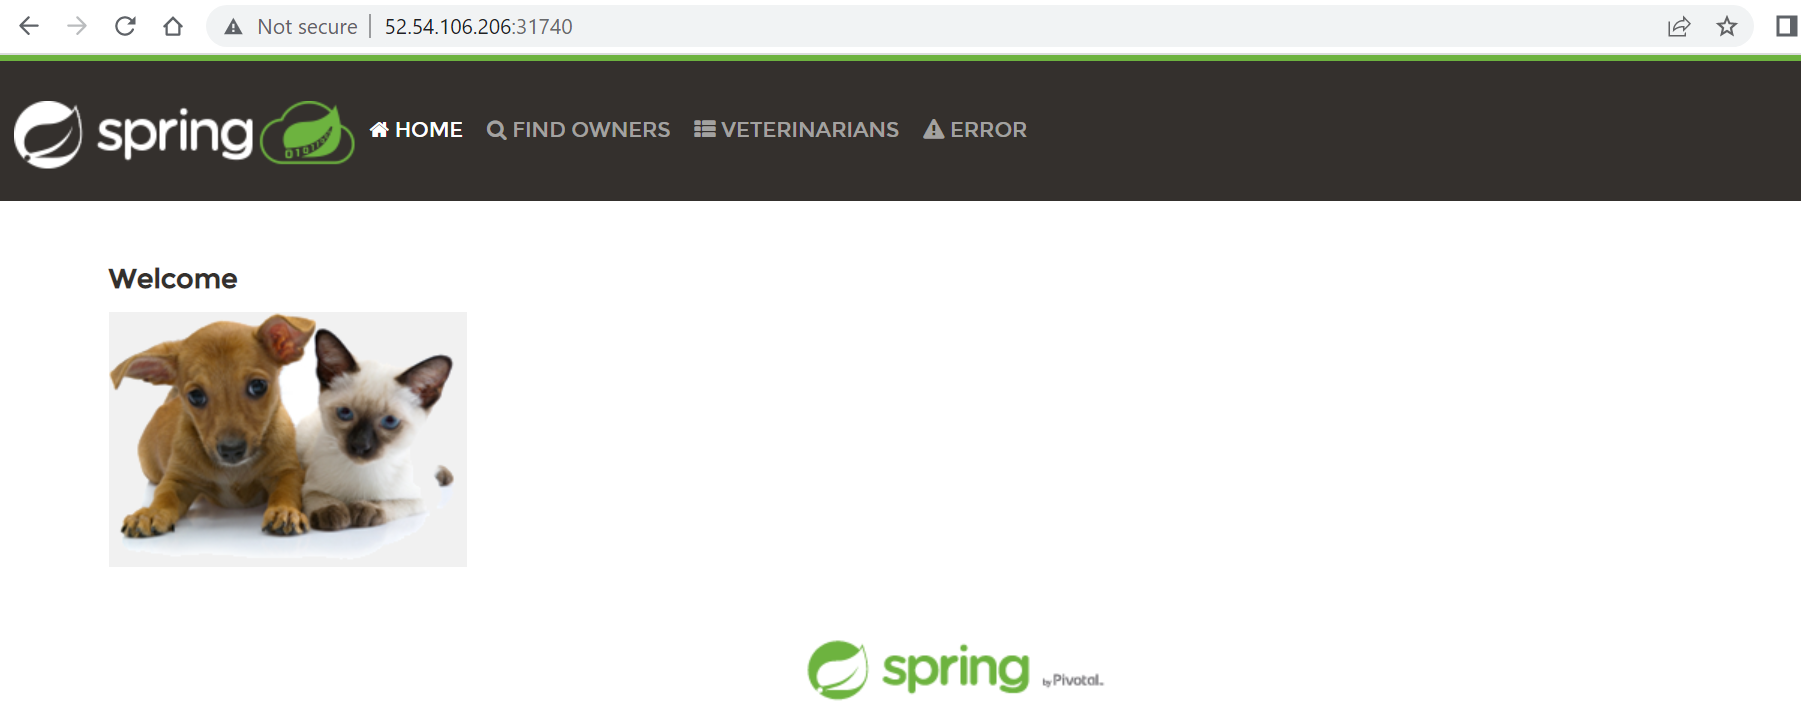 Not secure | 52.54.106.206:31740
spring HOME FIND OWNERS VETERINARIANS ERROR
Welcome
spring by Pivotal.